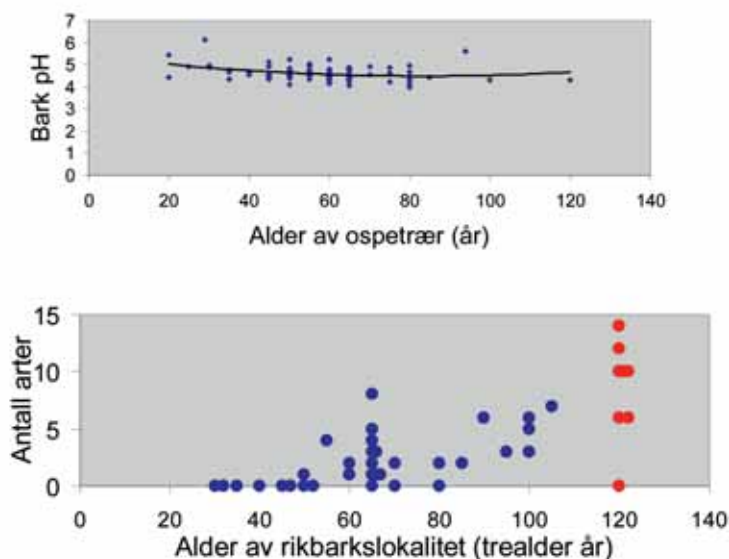 7
6
5
4
3
2
1
0
Bark pH
0 20 40 60 80 100 120 140
Alder av ospetrær (år)
15
10
5
0
Antall arter
0 20 40 60 80 100 120 140
Alder av rikbarkslokalitet (trealder år)